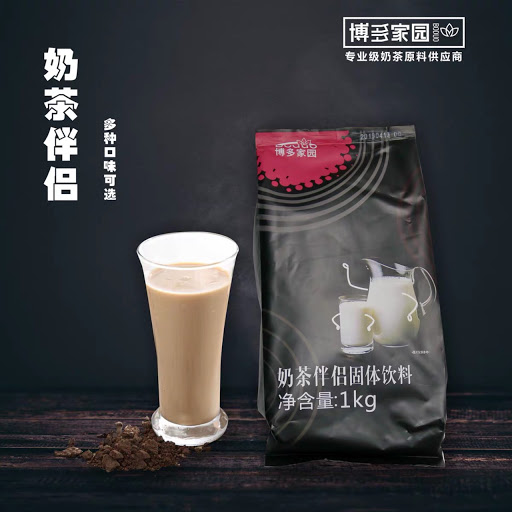 博多家园
BODUO
专业级奶茶原料供应商
奶茶伴侣
多种口味可选
博多家园
奶茶伴侣固体饮料
净含量:1kg